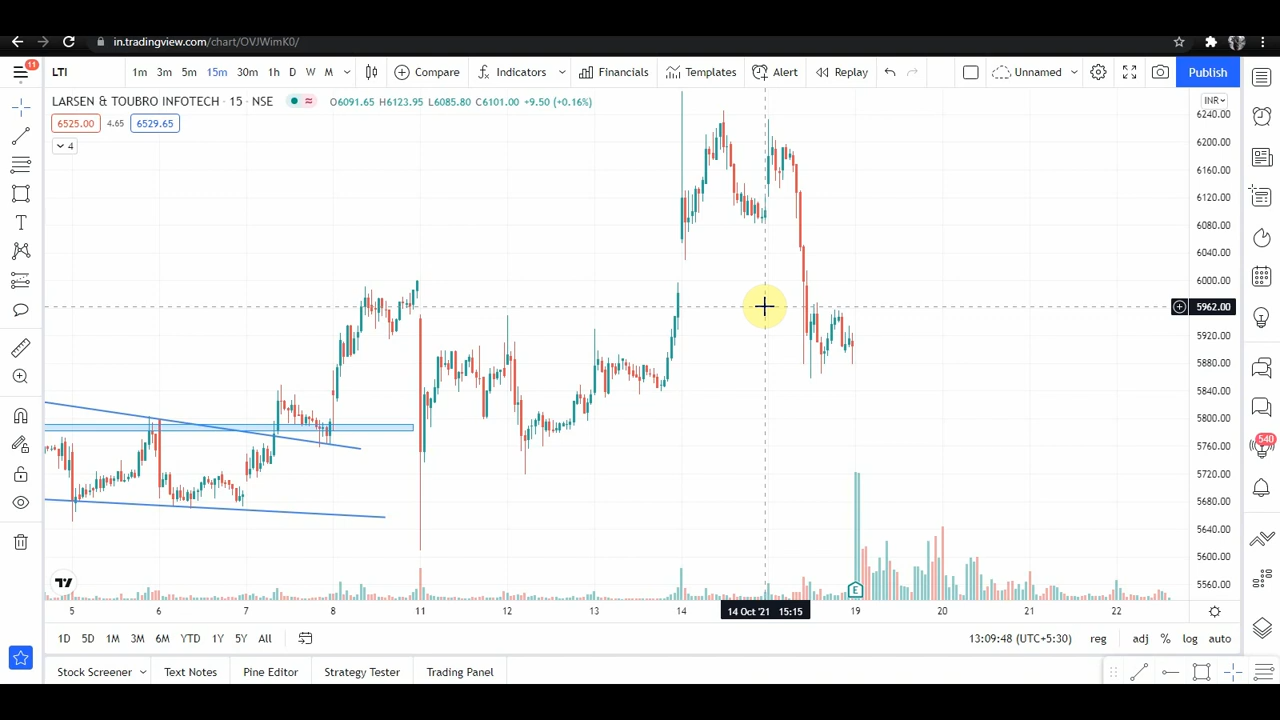 in.tradingview.com/chart/OVJWimK0/
11
LTI
1m 3m 5m 15m 30m 1h D W M
Compare
Indicators
Financials
Templates
Alert
Replay
Unnamed
Publish
LARSEN & TOUBRO INFOTECH · 15 · NSE
O6091.65 H6123.95 L6085.80 C6101.00 +9.50 (+0.16%)
INR
6525.00 4.65 6529.65
4
6240.00
6200.00
6160.00
6120.00
6080.00
6040.00
6000.00
5962.00
5920.00
5880.00
5840.00
5800.00
5760.00
5720.00
5680.00
5640.00
5600.00
5560.00
540
E
5 6 7 8 11 12 13 14 14 Oct '21 15:15 19 20 21 22
1D 5D 1M 3M 6M YTD 1Y 5Y All
13:09:48 (UTC+5:30) reg adj % log auto
Stock Screener Text Notes Pine Editor Strategy Tester Trading Panel